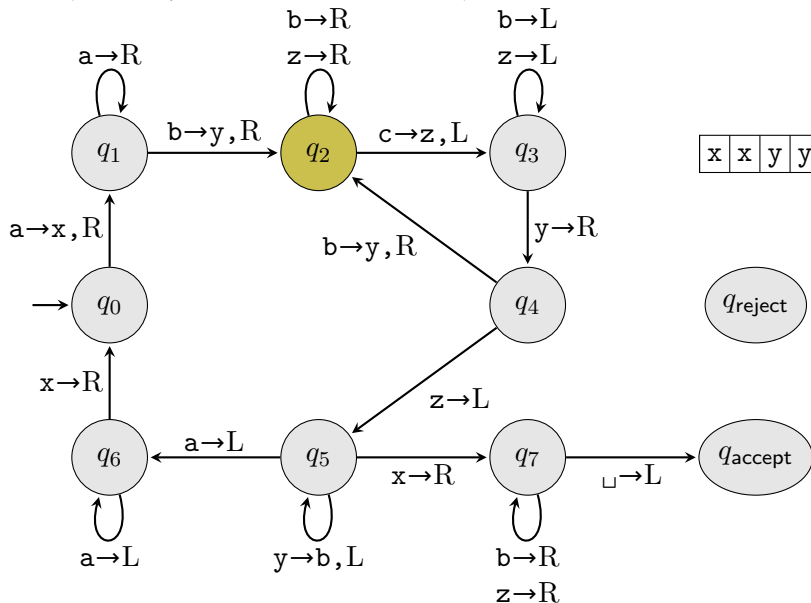 b→R
b→L
a→R
z→R
z→L
q1
b→y,R
q2
c→z,L
q3
x x y y
a→x,R
b→y,R
y→R
q0
q4
qreject
x→R
z→L
q6
a→L
q5
x→R
q7
␣→L
qaccept
a→L
y→b,L
b→R
z→R